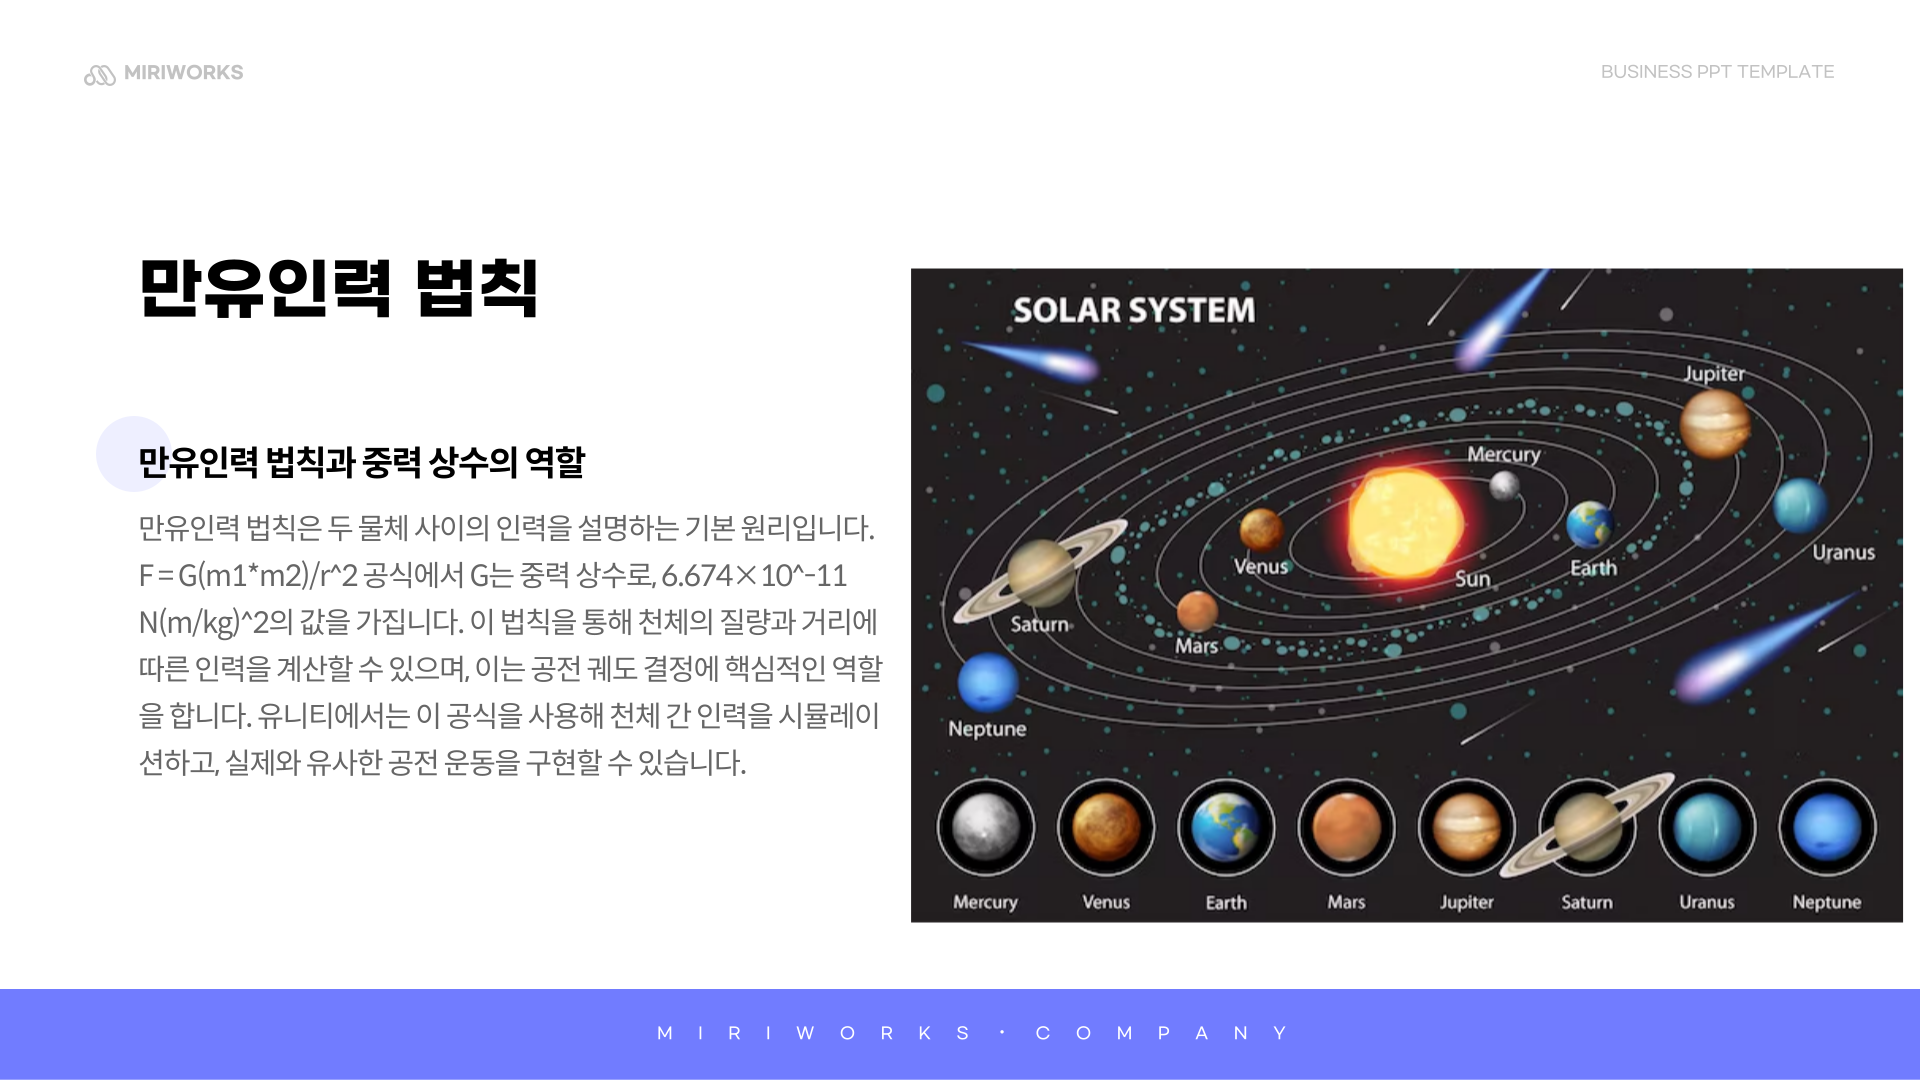 MIRIWORKS
BUSINESS PPT TEMPLATE
만유인력 법칙
만유인력 법칙과 중력 상수의 역할
만유인력 법칙은 두 물체 사이의 인력을 설명하는 기본 원리입니다.
F = G(m1*m2)/r^2 공식에서 G는 중력 상수로, 6.674×10^-11
N(m/kg)^2의 값을 가집니다. 이 법칙을 통해 천체의 질량과 거리에
따른 인력을 계산할 수 있으며, 이는 공전 궤도 결정에 핵심적인 역할
을 합니다. 유니티에서는 이 공식을 사용해 천체 간 인력을 시뮬레이
션하고, 실제와 유사한 공전 운동을 구현할 수 있습니다.
SOLAR SYSTEM
Jupiter
Mercury
Uranus
Venus
Earth
Sun
Saturn
Mars
Neptune
Mercury Venus Earth Mars Jupiter Saturn Uranus Neptune
MIRIWORKS · COMPANY